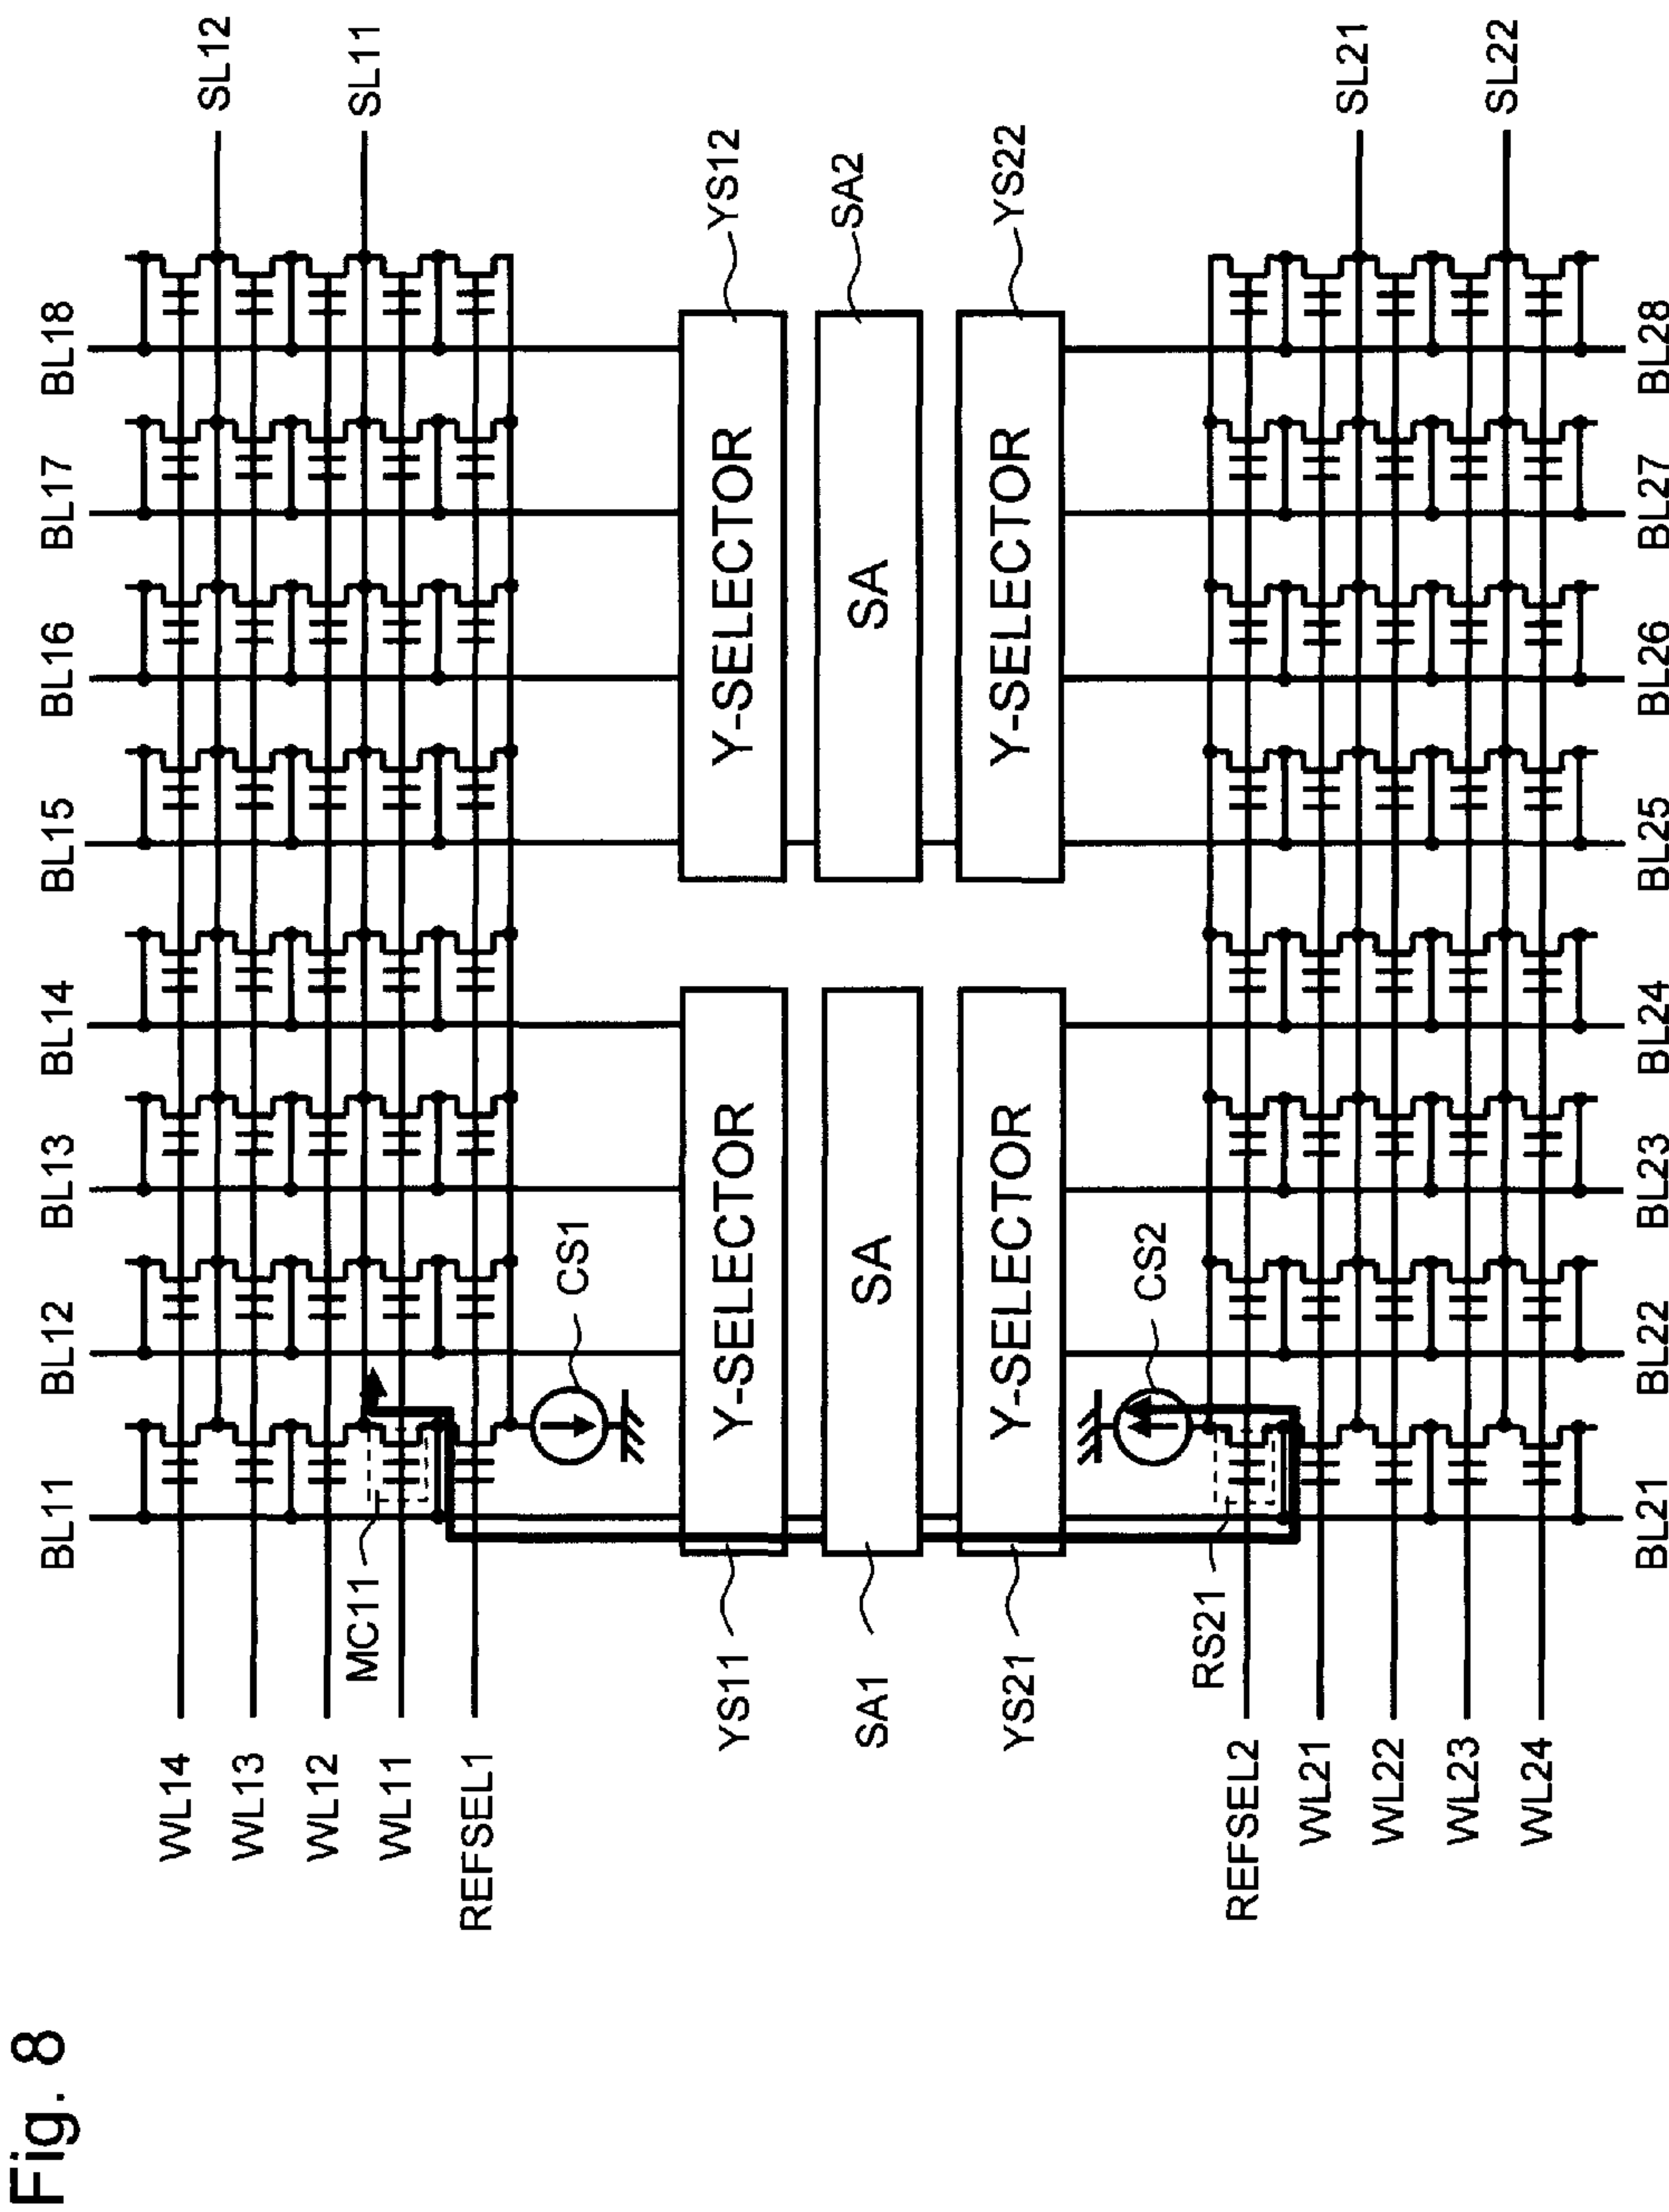 Fig. 8
BL11 BL12 BL13 BL14 BL15 BL16 BL17 BL18
WL14
SL12
WL13
WL12
SL11
WL11
MC11
REFSEL1
CS1
YS11
Y-SELECTOR
Y-SELECTOR
YS12
SA1
SA
SA
SA2
YS21
Y-SELECTOR
Y-SELECTOR
YS22
CS2
RS21
REFSEL2
WL21
SL21
WL22
WL23
SL22
WL24
BL21 BL22 BL23 BL24 BL25 BL26 BL27 BL28